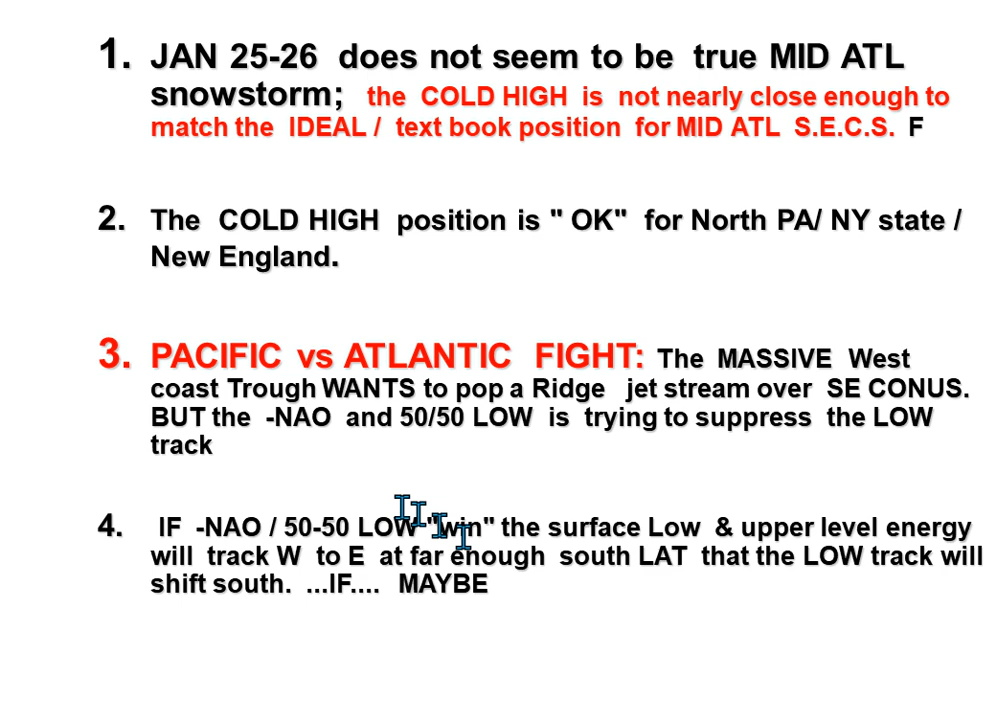 1. JAN 25-26 does not seem to be true MID ATL
snowstorm; the COLD HIGH is not nearly close enough to
match the IDEAL / text book position for MID ATL S.E.C.S. F
2. The COLD HIGH position is " OK" for North PA/ NY state /
New England.
3. PACIFIC vs ATLANTIC FIGHT: The MASSIVE West
coast Trough WANTS to pop a Ridge jet stream over SE CONUS.
BUT the -NAO and 50/50 LOW is trying to suppress the LOW
track
4. IF -NAO / 50-50 LOW "win" the surface Low & upper level energy
will track W to E at far enough south LAT that the LOW track will
shift south. ...IF.... MAYBE